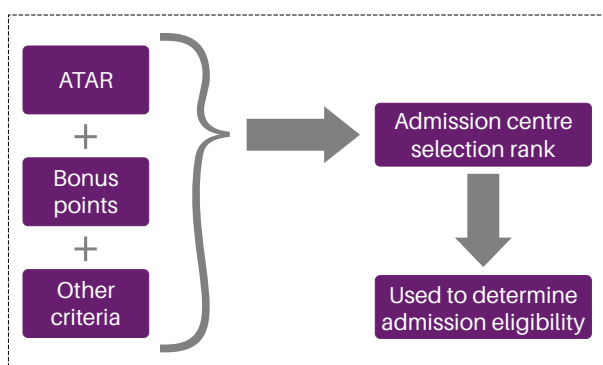 ATAR
+
Bonus
points
+
Other
criteria
Admission centre
selection rank
Used to determine
admission eligibility